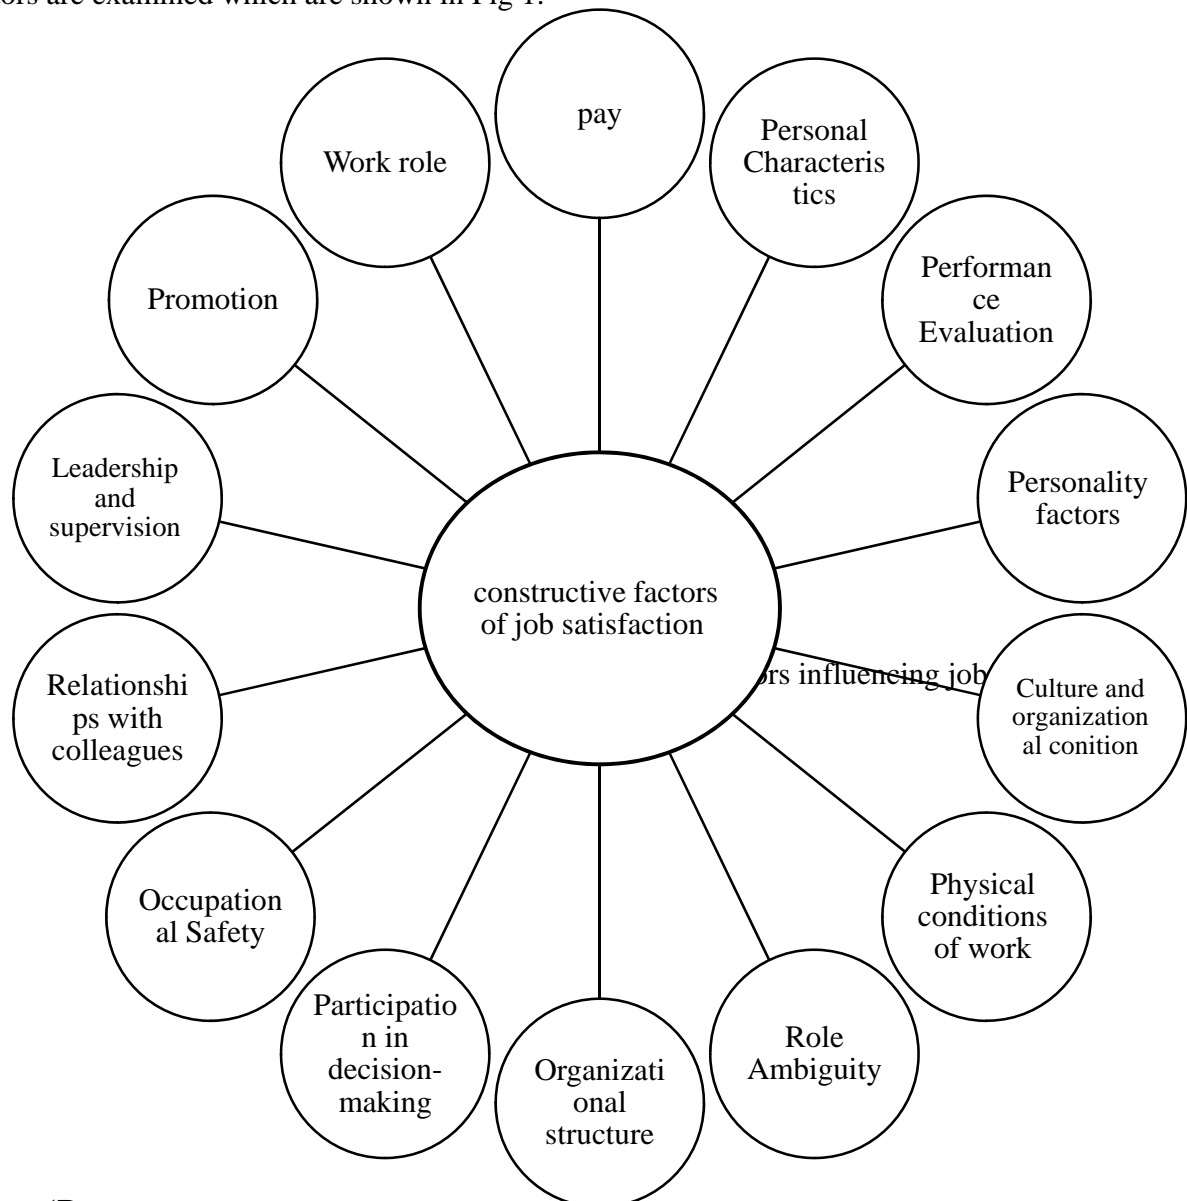 tors are examined which are shown in Fig 1.
pay
Personal
Characteris
tics
Performan
ce
Evaluation
Personality
factors
Culture and
organization
al conition
Physical
conditions
of work
Role
Ambiguity
Organizati
onal
structure
Participatio
n in
decision-
making
Occupation
al Safety
Relationshi
ps with
colleagues
Leadership
and
supervision
Promotion
Work role
constructive factors
of job satisfaction
ors influencing job